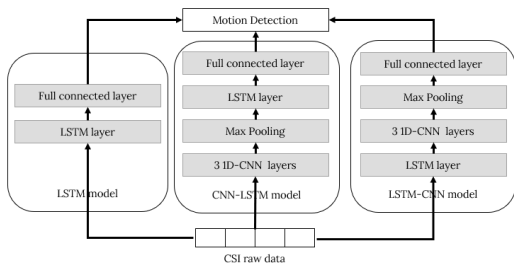 Motion Detection
Full connected layer
LSTM layer
LSTM model
Full connected layer
LSTM layer
Max Pooling
3 1D-CNN layers
CNN-LSTM model
Full connected layer
Max Pooling
3 1D-CNN layers
LSTM layer
LSTM-CNN model
CSI raw data